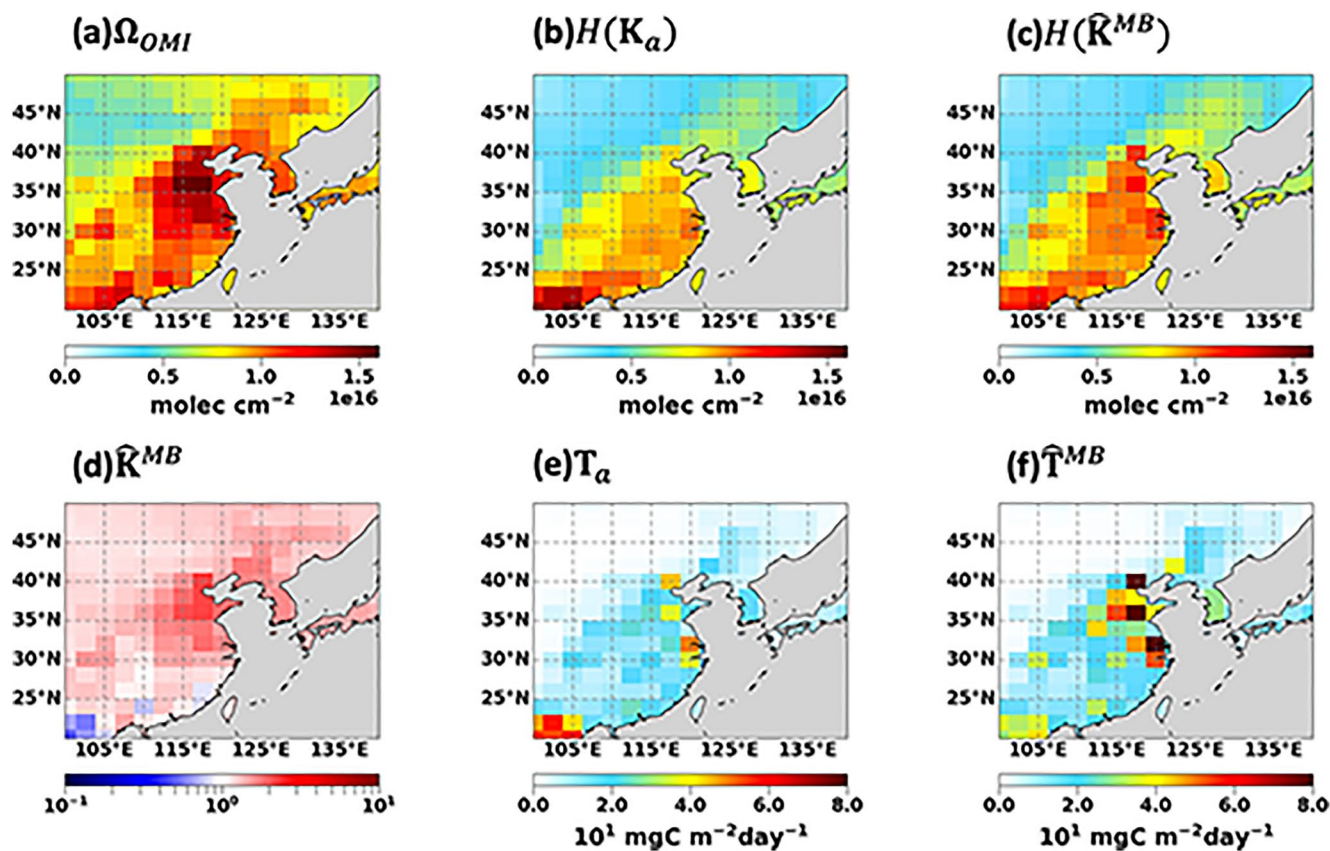 (a)Ω_OMI (b)H(K_a) (c)H(K̂^MB)
45°N 45°N 45°N
40°N 40°N 40°N
35°N 35°N 35°N
30°N 30°N 30°N
25°N 25°N 25°N
105°E 115°E 125°E 135°E 105°E 115°E 125°E 135°E 105°E 115°E 125°E 135°E
0.0 0.5 1.0 1.5 0.0 0.5 1.0 1.5 0.0 0.5 1.0 1.5
molec cm⁻² 1e16 molec cm⁻² 1e16 molec cm⁻² 1e16
(d)K̂^MB (e)T_a (f)T̂^MB
45°N 45°N 45°N
40°N 40°N 40°N
35°N 35°N 35°N
30°N 30°N 30°N
25°N 25°N 25°N
105°E 115°E 125°E 135°E 105°E 115°E 125°E 135°E 105°E 115°E 125°E 135°E
10⁻¹ 10⁰ 10¹ 0.0 2.0 4.0 6.0 8.0 0.0 2.0 4.0 6.0 8.0
10¹ mgC m⁻²day⁻¹ 10¹ mgC m⁻²day⁻¹